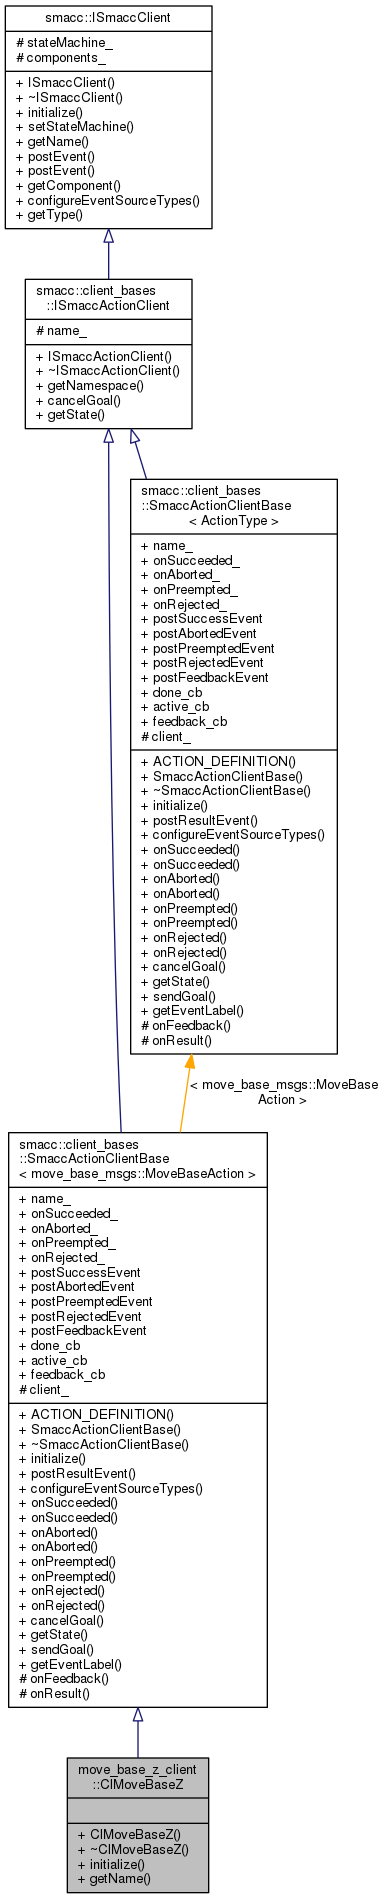 smacc::ISmaccClient
# stateMachine_
# components_
+ ISmaccClient()
+ ~ISmaccClient()
+ initialize()
+ setStateMachine()
+ getName()
+ postEvent()
+ postEvent()
+ getComponent()
+ configureEventSourceTypes()
+ getType()
smacc::client_bases
::ISmaccActionClient
# name_
+ ISmaccActionClient()
+ ~ISmaccActionClient()
+ getNamespace()
+ cancelGoal()
+ getState()
smacc::client_bases
::SmaccActionClientBase
< ActionType >
+ name_
+ onSucceeded_
+ onAborted_
+ onPreempted_
+ onRejected_
+ postSuccessEvent
+ postAbortedEvent
+ postPreemptedEvent
+ postRejectedEvent
+ postFeedbackEvent
+ done_cb
+ active_cb
+ feedback_cb
# client_
+ ACTION_DEFINITION()
+ SmaccActionClientBase()
+ ~SmaccActionClientBase()
+ initialize()
+ postResultEvent()
+ configureEventSourceTypes()
+ onSucceeded()
+ onSucceeded()
+ onAborted()
+ onAborted()
+ onPreempted()
+ onPreempted()
+ onRejected()
+ onRejected()
+ cancelGoal()
+ getState()
+ sendGoal()
+ getEventLabel()
# onFeedback()
# onResult()
< move_base_msgs::MoveBase
Action >
smacc::client_bases
::SmaccActionClientBase
< move_base_msgs::MoveBaseAction >
+ name_
+ onSucceeded_
+ onAborted_
+ onPreempted_
+ onRejected_
+ postSuccessEvent
+ postAbortedEvent
+ postPreemptedEvent
+ postRejectedEvent
+ postFeedbackEvent
+ done_cb
+ active_cb
+ feedback_cb
# client_
+ ACTION_DEFINITION()
+ SmaccActionClientBase()
+ ~SmaccActionClientBase()
+ initialize()
+ postResultEvent()
+ configureEventSourceTypes()
+ onSucceeded()
+ onSucceeded()
+ onAborted()
+ onAborted()
+ onPreempted()
+ onPreempted()
+ onRejected()
+ onRejected()
+ cancelGoal()
+ getState()
+ sendGoal()
+ getEventLabel()
# onFeedback()
# onResult()
move_base_z_client
::ClMoveBaseZ
+ ClMoveBaseZ()
+ ~ClMoveBaseZ()
+ initialize()
+ getName()